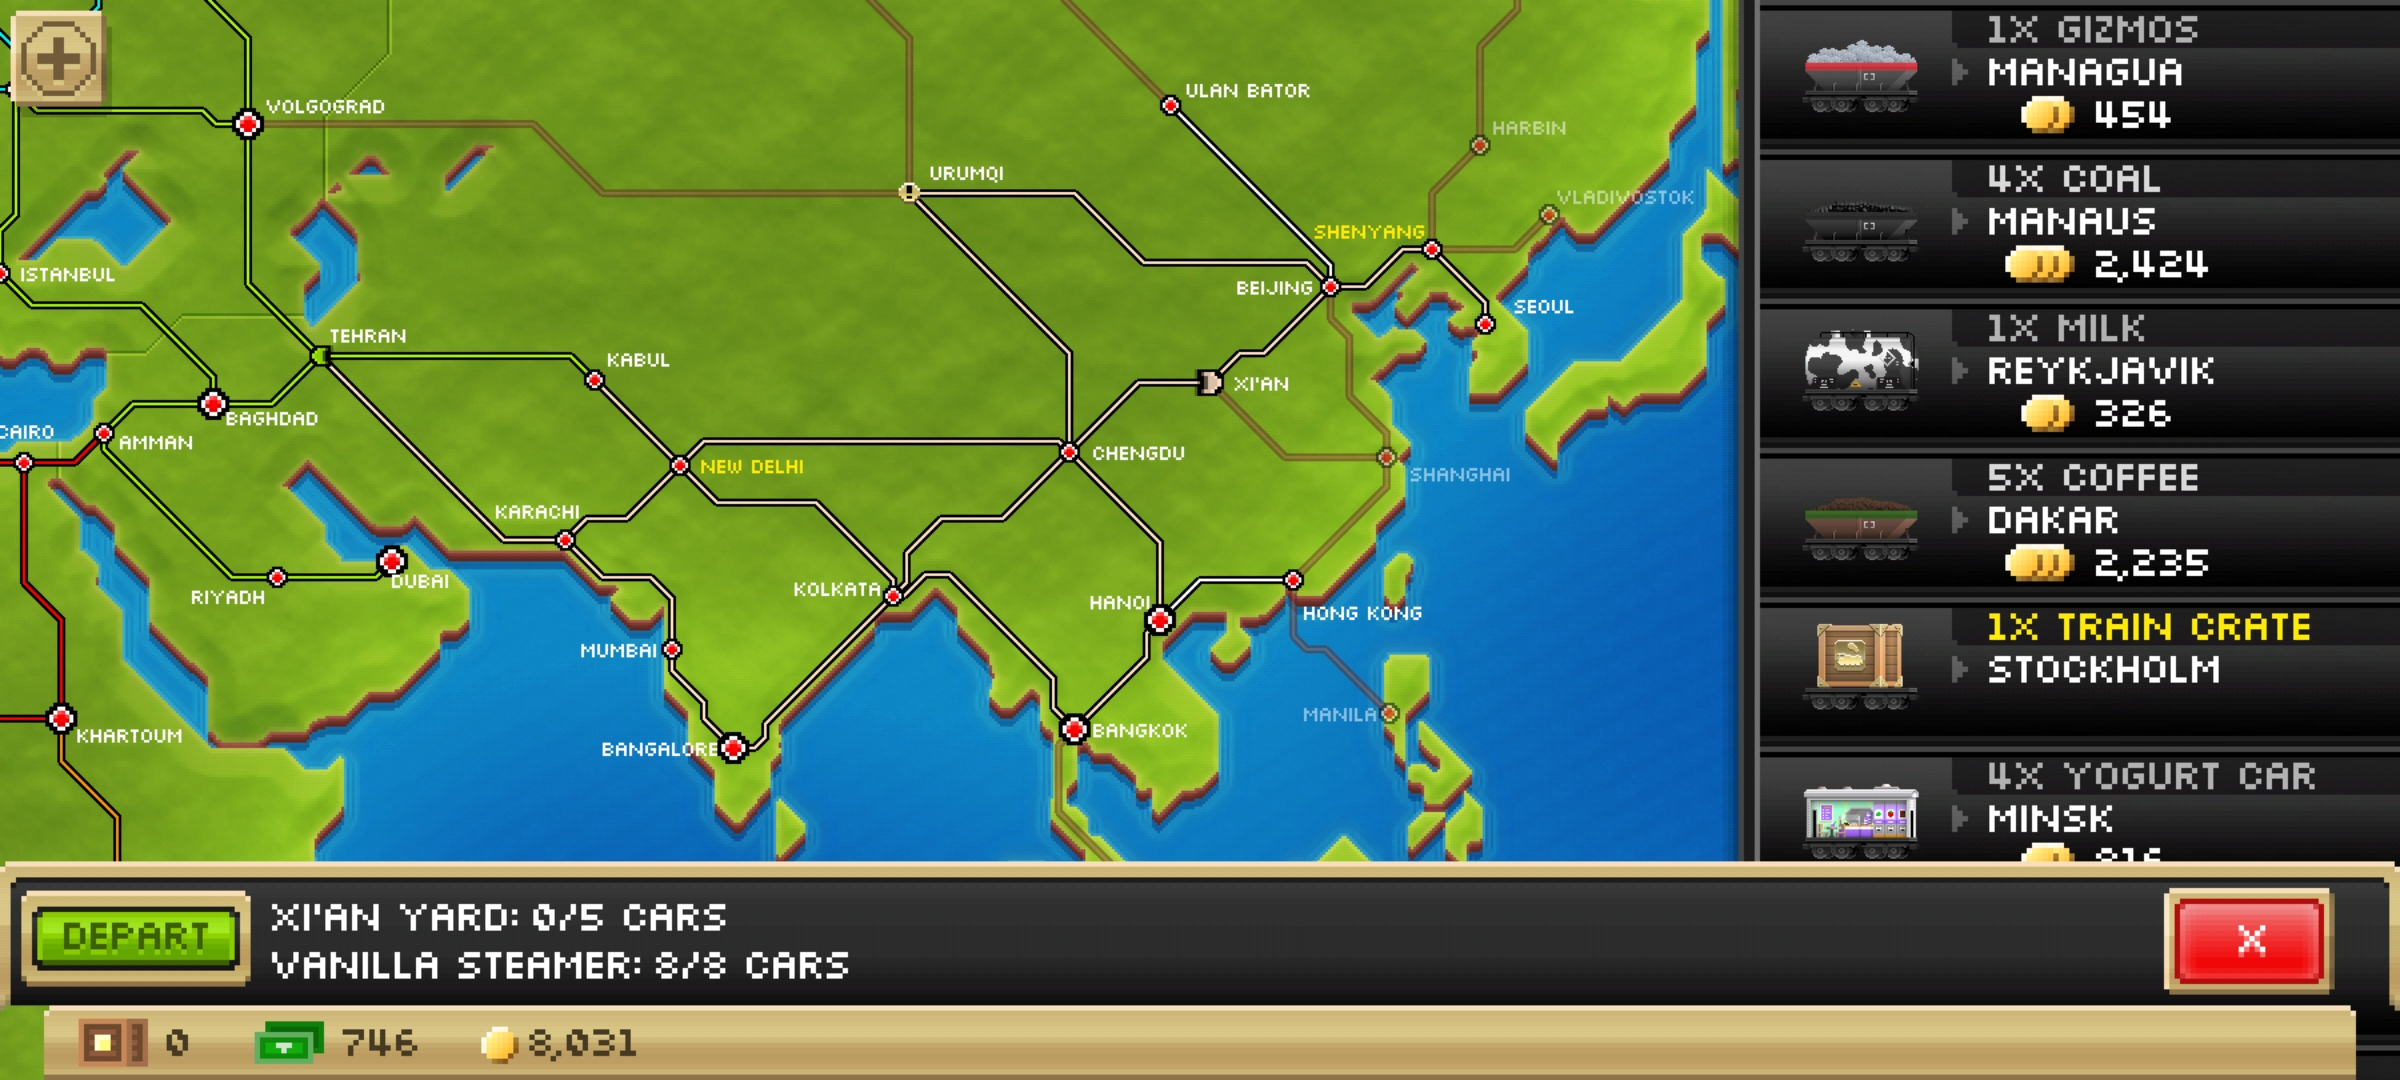 VOLGOGRAD
ULAN BATOR
HARBIN
URUMQI
VLADIVOSTOK
SHENYANG
ISTANBUL
BEIJING
SEOUL
TEHRAN
KABUL
XI'AN
BAGHDAD
CAIRO
AMMAN
CHENGDU
NEW DELHI
SHANGHAI
KARACHI
DUBAI
RIYADH
KOLKATA
HANOI
HONG KONG
MUMBAI
MANILA
KHARTOUM
BANGKOK
BANGALORE
1X GIZMOS
MANAGUA
454
4X COAL
MANAUS
2,424
1X MILK
REYKJAVIK
326
5X COFFEE
DAKAR
2,235
1X TRAIN CRATE
STOCKHOLM
4X YOGURT CAR
MINSK
DEPART
XI'AN YARD: 0/5 CARS
VANILLA STEAMER: 8/8 CARS
X
0
746
8,031